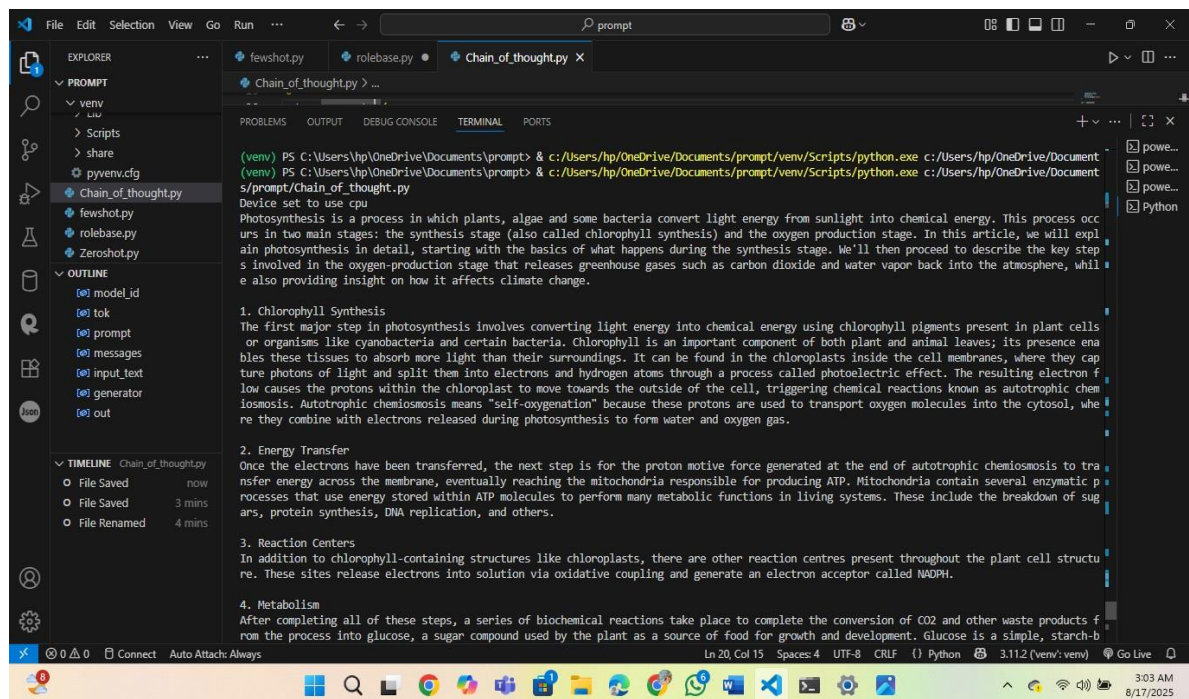 File Edit Selection View Go Run ...
prompt
EXPLORER
PROMPT
venv
Lib
Scripts
share
pyvenv.cfg
Chain_of_thought.py
fewshot.py
rolebase.py
Zeroshot.py
OUTLINE
model_id
tok
prompt
messages
input_text
generator
out
TIMELINE Chain_of_thought.py
File Saved now
File Saved 3 mins
File Renamed 4 mins
fewshot.py rolebase.py Chain_of_thought.py
Chain_of_thought.py > ...
PROBLEMS OUTPUT DEBUG CONSOLE TERMINAL PORTS
(venv) PS C:\Users\hp\OneDrive\Documents\prompt> & c:/Users/hp/OneDrive/Documents/prompt/venv/Scripts/python.exe c:/Users/hp/OneDrive/Document
(venv) PS C:\Users\hp\OneDrive\Documents\prompt> & c:/Users/hp/OneDrive/Documents/prompt/venv/Scripts/python.exe c:/Users/hp/OneDrive/Document
s/prompt/Chain_of_thought.py
Device set to use cpu
Photosynthesis is a process in which plants, algae and some bacteria convert light energy from sunlight into chemical energy. This process occ
urs in two main stages: the synthesis stage (also called chlorophyll synthesis) and the oxygen production stage. In this article, we will expl
ain photosynthesis in detail, starting with the basics of what happens during the synthesis stage. We'll then proceed to describe the key step
s involved in the oxygen-production stage that releases greenhouse gases such as carbon dioxide and water vapor back into the atmosphere, whil
e also providing insight on how it affects climate change.
1. Chlorophyll Synthesis
The first major step in photosynthesis involves converting light energy into chemical energy using chlorophyll pigments present in plant cells
or organisms like cyanobacteria and certain bacteria. Chlorophyll is an important component of both plant and animal leaves; its presence ena
bles these tissues to absorb more light than their surroundings. It can be found in the chloroplasts inside the cell membranes, where they cap
ture photons of light and split them into electrons and hydrogen atoms through a process called photoelectric effect. The resulting electron f
low causes the protons within the chloroplast to move towards the outside of the cell, triggering chemical reactions known as autotrophic chem
iosmosis. Autotrophic chemiosmosis means "self-oxygenation" because these protons are used to transport oxygen molecules into the cytosol, whe
re they combine with electrons released during photosynthesis to form water and oxygen gas.
2. Energy Transfer
Once the electrons have been transferred, the next step is for the proton motive force generated at the end of autotrophic chemiosmosis to tra
nsfer energy across the membrane, eventually reaching the mitochondria responsible for producing ATP. Mitochondria contain several enzymatic p
rocesses that use energy stored within ATP molecules to perform many metabolic functions in living systems. These include the breakdown of sug
ars, protein synthesis, DNA replication, and others.
3. Reaction Centers
In addition to chlorophyll-containing structures like chloroplasts, there are other reaction centres present throughout the plant cell structu
re. These sites release electrons into solution via oxidative coupling and generate an electron acceptor called NADPH.
4. Metabolism
After completing all of these steps, a series of biochemical reactions take place to complete the conversion of CO2 and other waste products f
rom the process into glucose, a sugar compound used by the plant as a source of food for growth and development. Glucose is a simple, starch-b
powe...
powe...
powe...
Python
0 0 Connect Auto Attach: Always
Ln 20, Col 15 Spaces: 4 UTF-8 CRLF {} Python 3.11.2 ('venv': venv) Go Live
3:03 AM
8/17/2025